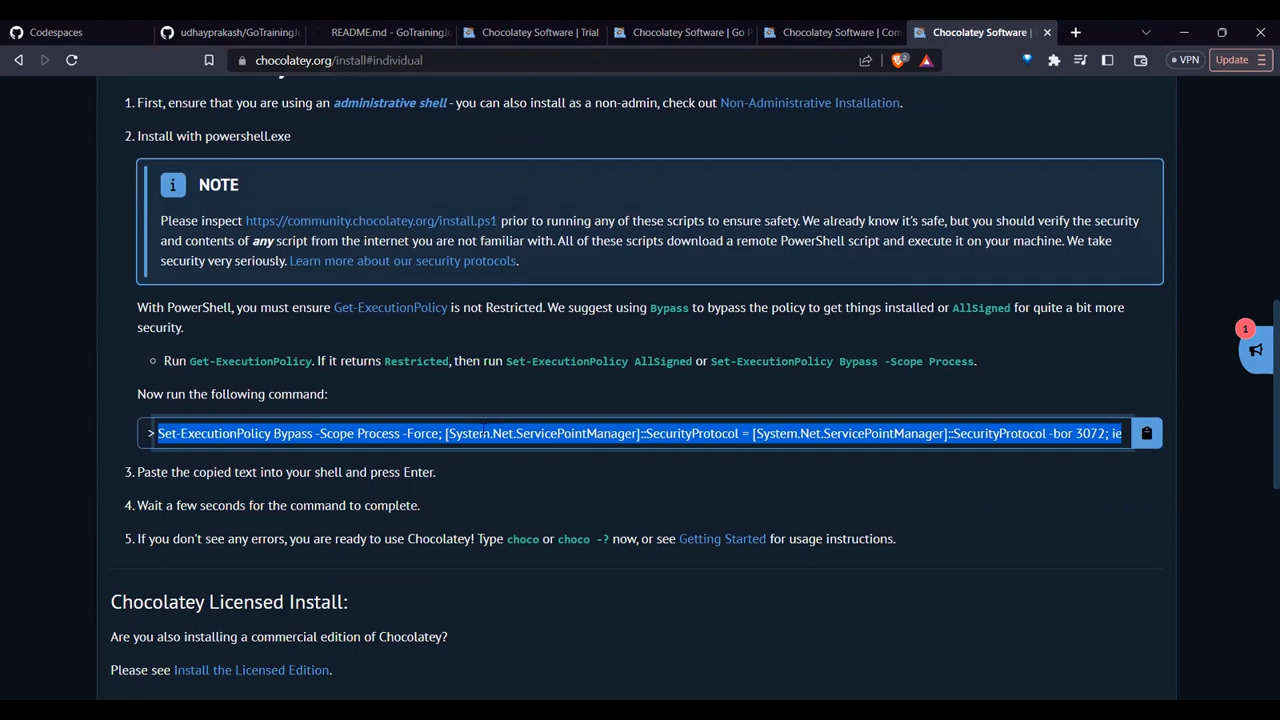 Codespaces
udhayprakash/GoTrainingJu
README.md - GoTrainingJu
Chocolatey Software | Trial
Chocolatey Software | Go P
Chocolatey Software | Com
Chocolatey Software |
chocolatey.org/install#individual
2
VPN
Update
1. First, ensure that you are using an administrative shell - you can also install as a non-admin, check out Non-Administrative Installation.
2. Install with powershell.exe
NOTE
Please inspect https://community.chocolatey.org/install.ps1 prior to running any of these scripts to ensure safety. We already know it's safe, but you should verify the security
and contents of any script from the internet you are not familiar with. All of these scripts download a remote PowerShell script and execute it on your machine. We take
security very seriously. Learn more about our security protocols.
With PowerShell, you must ensure Get-ExecutionPolicy is not Restricted. We suggest using Bypass to bypass the policy to get things installed or AllSigned for quite a bit more
security.
Run Get-ExecutionPolicy. If it returns Restricted, then run Set-ExecutionPolicy AllSigned or Set-ExecutionPolicy Bypass -Scope Process.
1
Now run the following command:
> Set-ExecutionPolicy Bypass -Scope Process -Force; [System.Net.ServicePointManager]::SecurityProtocol = [System.Net.ServicePointManager]::SecurityProtocol -bor 3072; ie
3. Paste the copied text into your shell and press Enter.
4. Wait a few seconds for the command to complete.
5. If you don't see any errors, you are ready to use Chocolatey! Type choco or choco -? now, or see Getting Started for usage instructions.
Chocolatey Licensed Install:
Are you also installing a commercial edition of Chocolatey?
Please see Install the Licensed Edition.